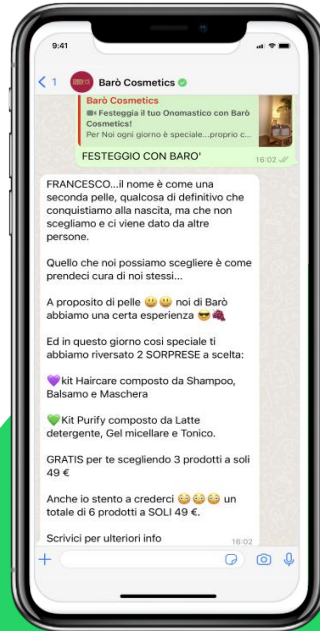 9:41
1
Barò Cosmetics
Barò Cosmetics
Festeggia il tuo Onomastico con Barò
Cosmetics!
Per Noi ogni giorno è speciale...proprio c...
FESTEGGIO CON BARO'
16:02
FRANCESCO...il nome è come una
seconda pelle, qualcosa di definitivo che
conquistiamo alla nascita, ma che non
scegliamo e ci viene dato da altre
persone.
Quello che noi possiamo scegliere è come
prendeci cura di noi stessi...
A proposito di pelle 😃😃 noi di Barò
abbiamo una certa esperienza 😎🍇
Ed in questo giorno cosi speciale ti
abbiamo riversato 2 SORPRESE a scelta:
💜kit Haircare composto da Shampoo,
Balsamo e Maschera
💚Kit Purify composto da Latte
detergente, Gel micellare e Tonico.
GRATIS per te scegliendo 3 prodotti a soli
49 €
Anche io stento a crederci 😳😳😳 un
totale di 6 prodotti a SOLI 49 €.
Scrivici per ulteriori info
16:02